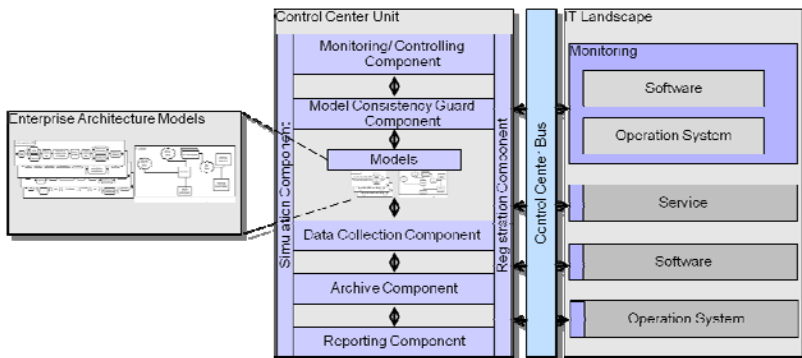 Control Center Unit
IT Landscape
Monitoring/ Controlling
Component
Monitoring
Software
Model Consistency Guard
Component
Enterprise Architecture Models
Operation System
Models
Simulation Component
Registration Component
Control Center Bus
Service
Data Collection Component
Software
Archive Component
Operation System
Reporting Component